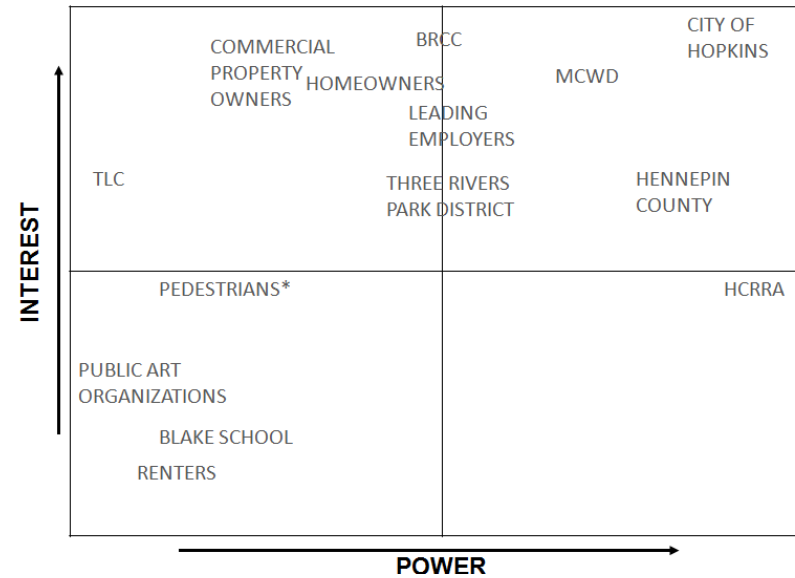 CITY OF
HOPKINS
BRCC
COMMERCIAL
PROPERTY
OWNERS
HOMEOWNERS
MCWD
LEADING
EMPLOYERS
TLC
THREE RIVERS
PARK DISTRICT
HENNEPIN
COUNTY
INTEREST
PEDESTRIANS*
HCRRA
PUBLIC ART
ORGANIZATIONS
BLAKE SCHOOL
RENTERS
POWER